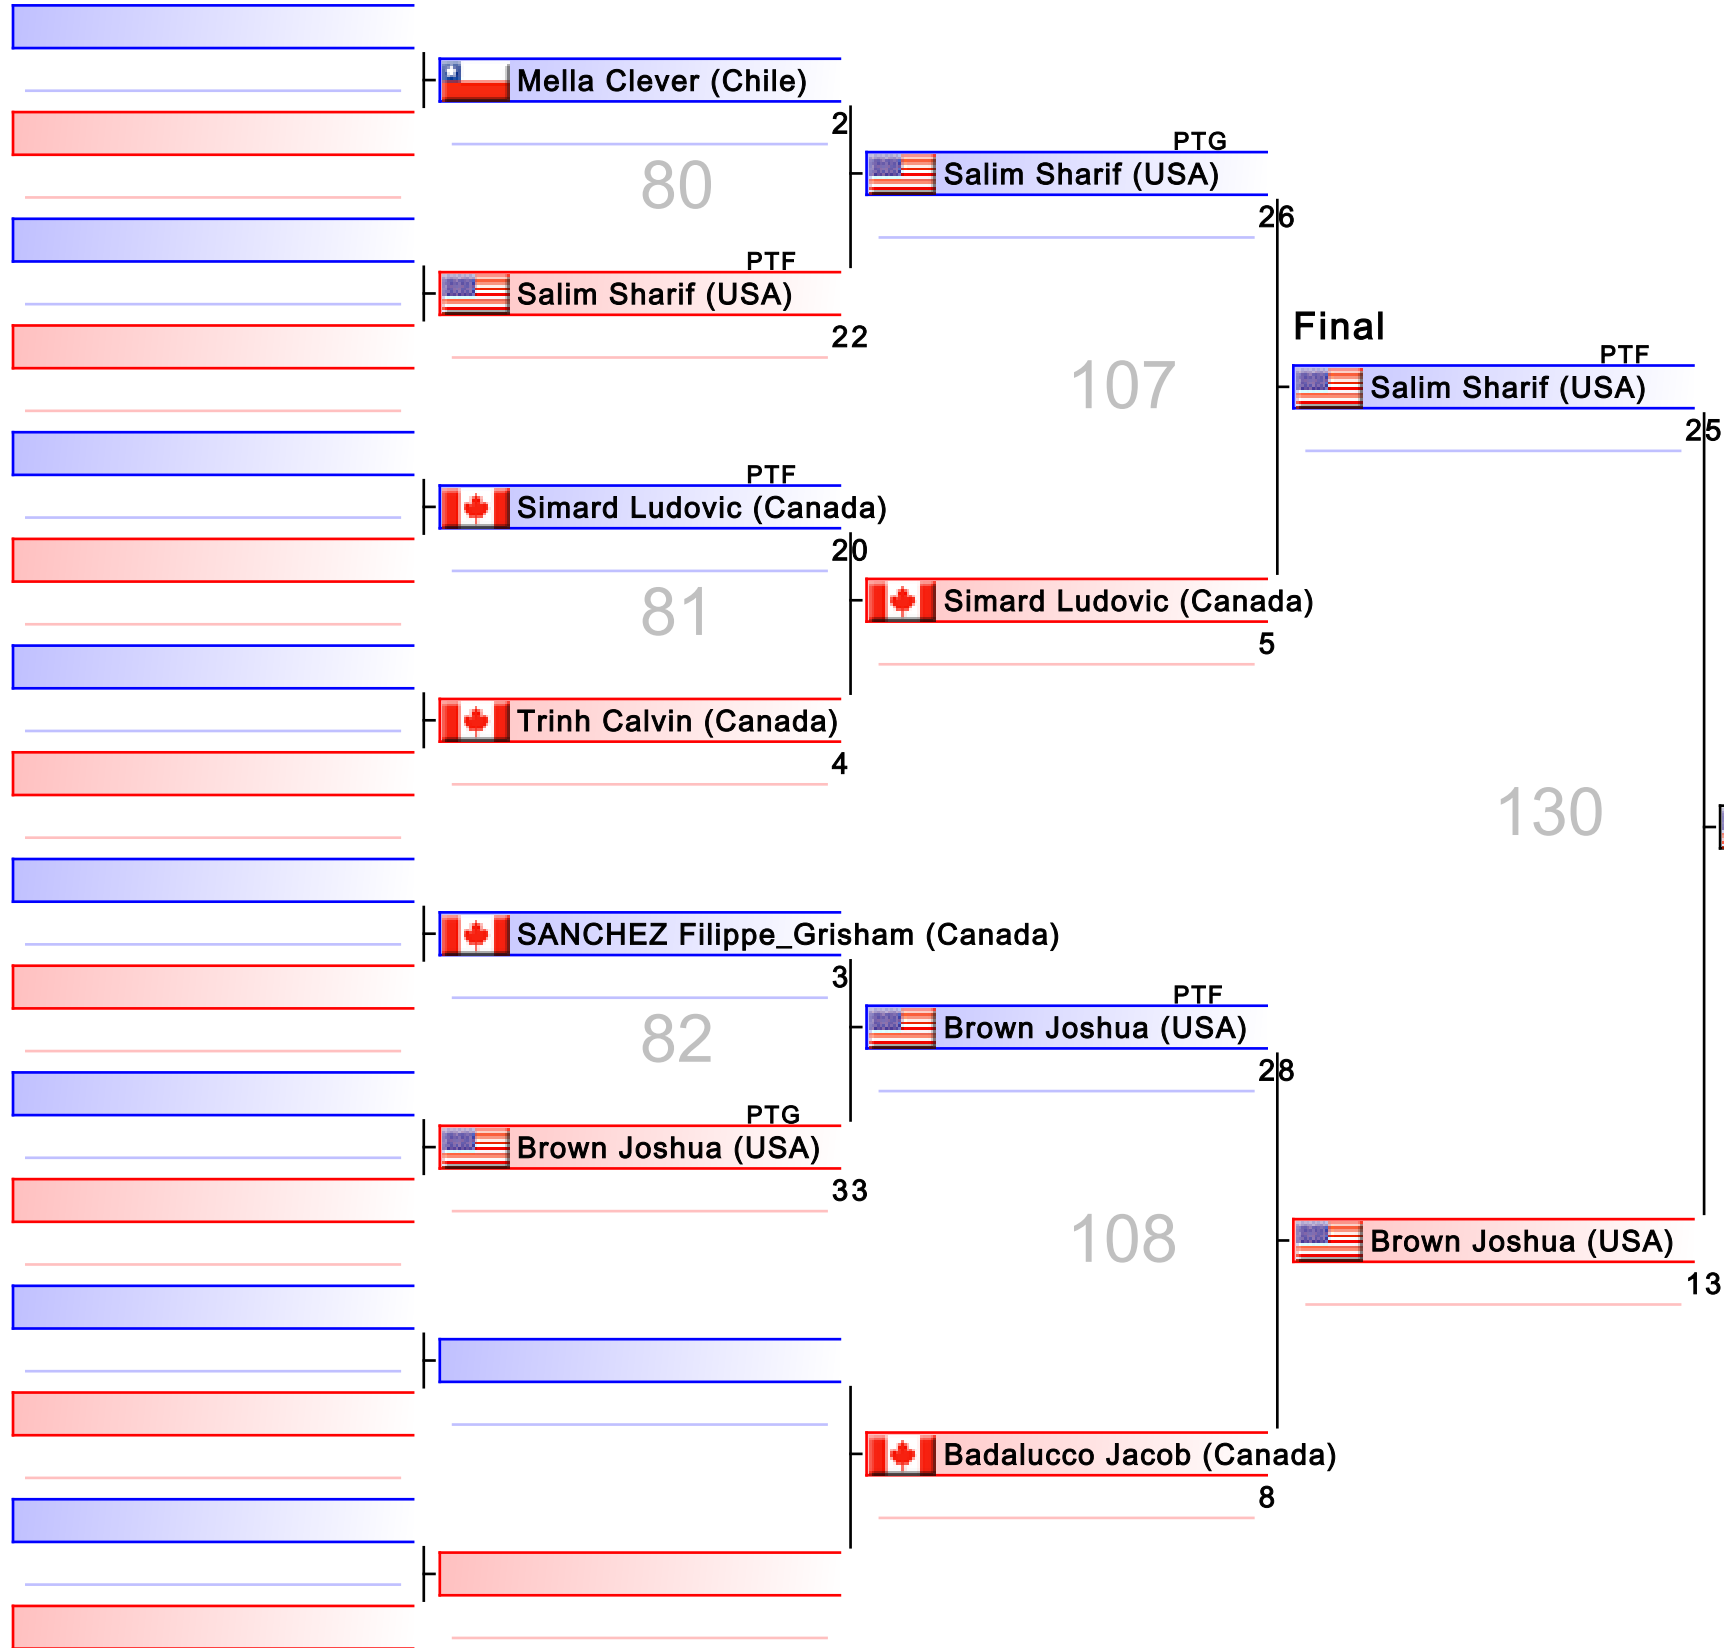 Mella Clever (Chile)
2
80
PTF
Salim Sharif (USA)
22
PTF
Simard Ludovic (Canada)
20
81
Trinh Calvin (Canada)
4
SANCHEZ Filippe_Grisham (Canada)
3
82
PTG
Brown Joshua (USA)
33
PTG
Salim Sharif (USA)
26
107
Simard Ludovic (Canada)
5
PTF
Brown Joshua (USA)
28
108
Badalucco Jacob (Canada)
8
Final
PTF
Salim Sharif (USA)
25
130
Brown Joshua (USA)
13